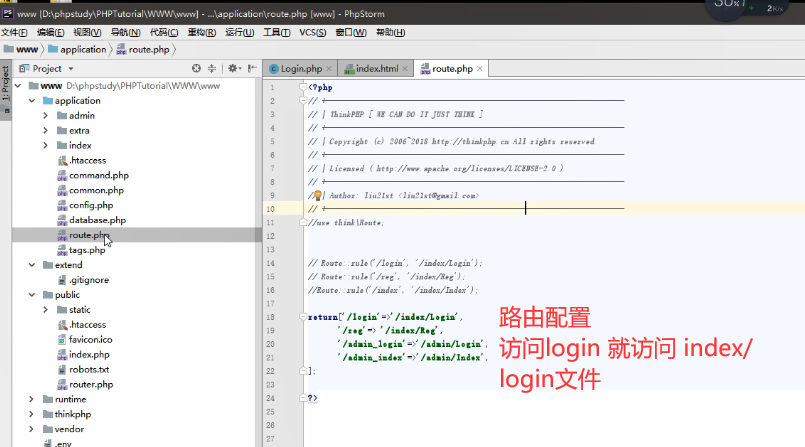 www [D:\phpstudy\PHPTutorial\WWW\www] - ...\application\route.php [www] - PhpStorm
2K/s
文件(F) 编辑(E) 视图(V) 导航(N) 代码(C) 重构(R) 运行(U) 工具(T) VCS(S) 窗口(W) 帮助(H)
www application route.php
1: Project
Project
Login.php index.html route.php
www D:\phpstudy\PHPTutorial\WWW\www
application
admin
extra
index
.htaccess
command.php
common.php
config.php
database.php
route.php
tags.php
extend
.gitignore
public
static
.htaccess
favicon.ico
index.php
robots.txt
router.php
runtime
thinkphp
vendor
.env
1 <?php
2 // +----------------------------------------------------------------------
3 // | ThinkPHP [ WE CAN DO IT JUST THINK ]
4 // +----------------------------------------------------------------------
5 // | Copyright (c) 2006~2018 http://thinkphp.cn All rights reserved.
6 // +----------------------------------------------------------------------
7 // | Licensed ( http://www.apache.org/licenses/LICENSE-2.0 )
8 // +----------------------------------------------------------------------
9 // | Author: liu21st <liu21st@gmail.com>
10 // +----------------------------------------------------------------------
11 //use think\Route;
12
13
14 // Route::rule('/login', '/index/Login');
15 // Route::rule('/reg', '/index/Reg');
16 //Route::rule('/index', '/index/Index');
17
18 return['/login'=>'/index/Login',
19 '/reg'=> '/index/Reg',
20 '/admin_login'=>'/admin/Login',
21 '/admin_index'=>'/admin/Index',
22 ];
23
24 ?>
25
26
27
路由配置
访问login 就访问 index/
login文件